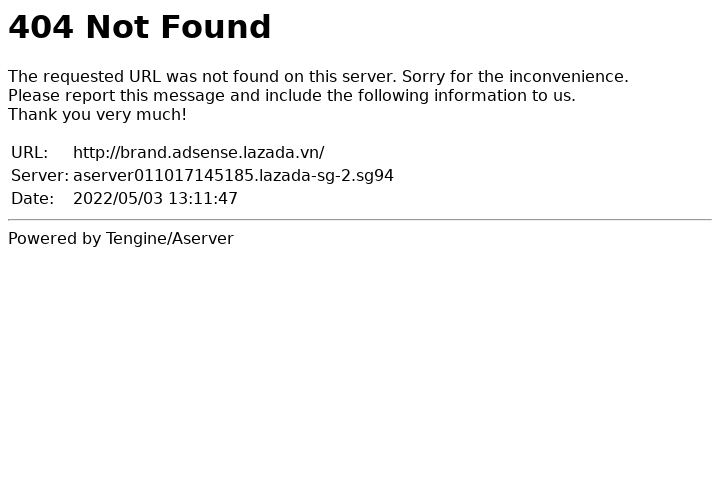 404 Not Found
The requested URL was not found on this server. Sorry for the inconvenience.
Please report this message and include the following information to us.
Thank you very much!
URL: http://brand.adsense.lazada.vn/
Server: aserver011017145185.lazada-sg-2.sg94
Date: 2022/05/03 13:11:47
Powered by Tengine/Aserver